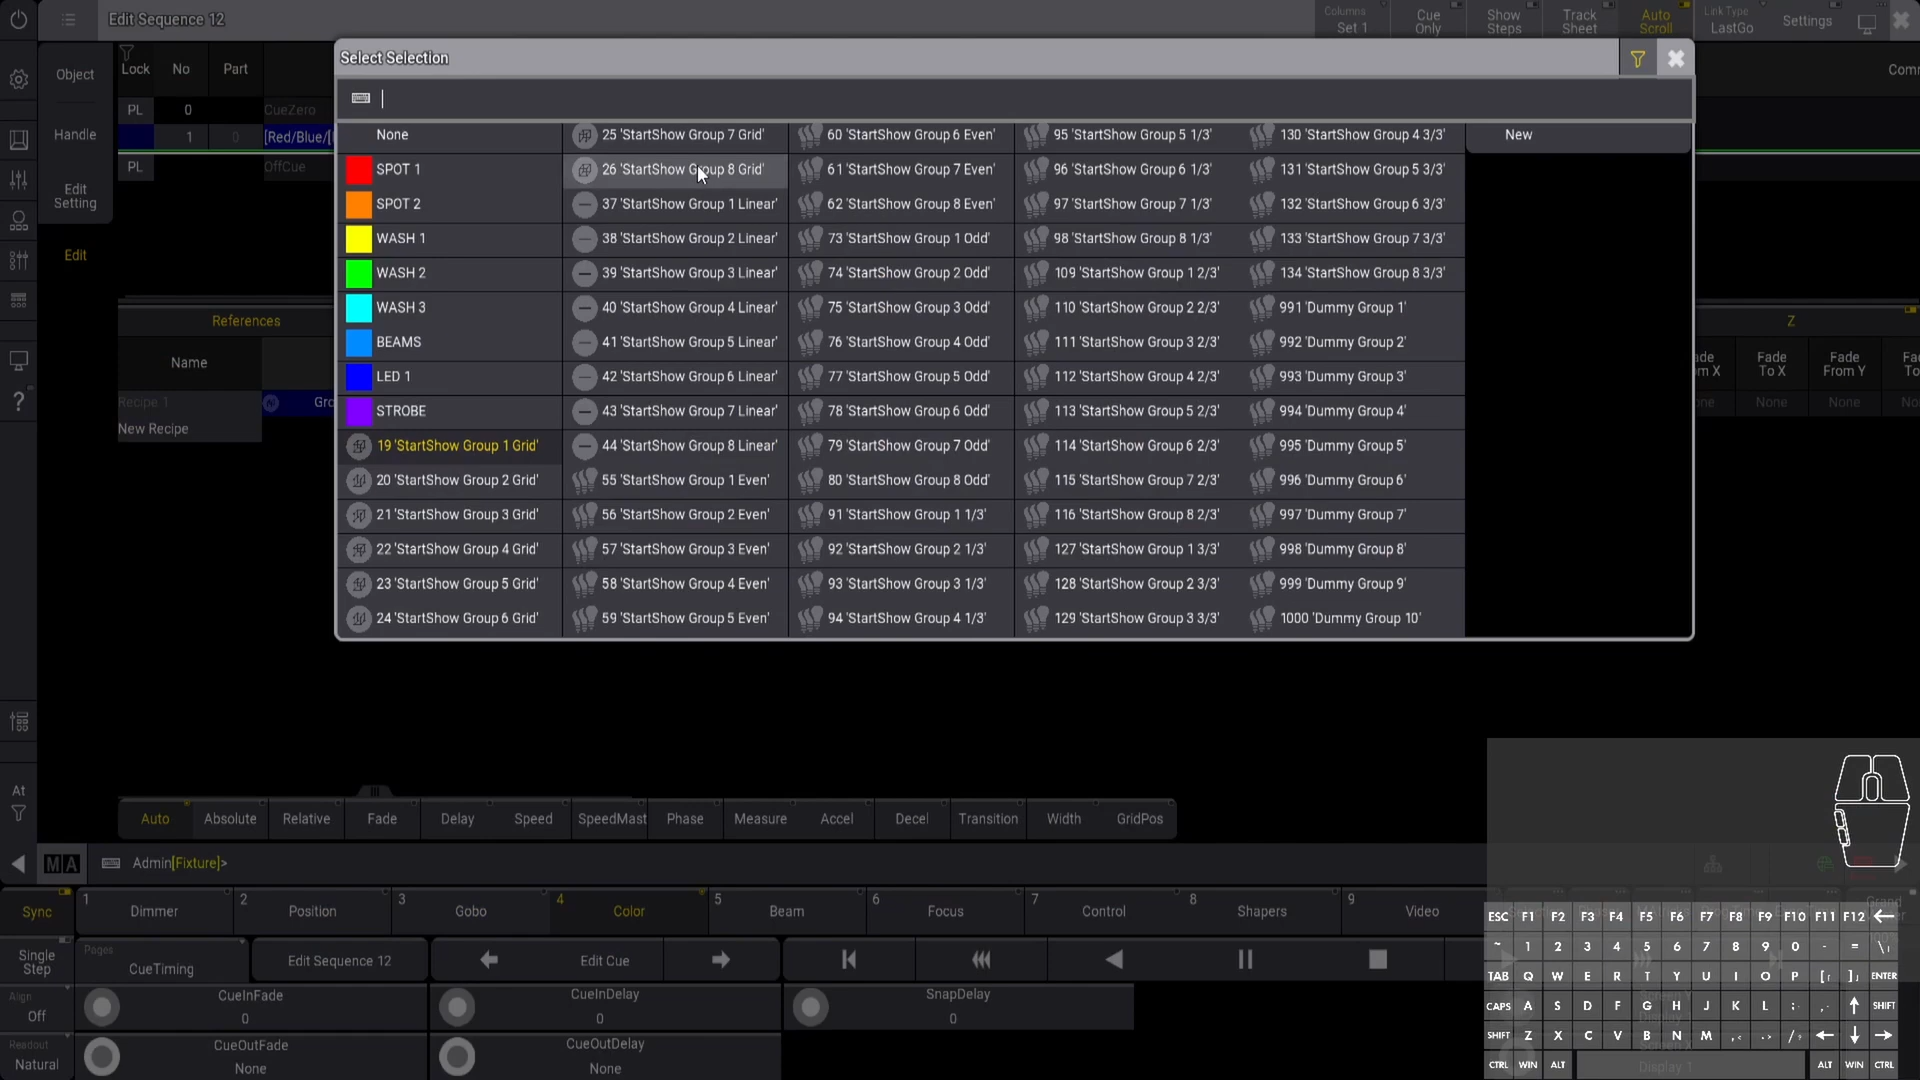 Edit Sequence 12
Columns
Set 1
Cue Only
Show Steps
Track Sheet
Auto Scroll
Link Type
LastGo
Settings
Object
Handle
Edit Setting
Edit
Lock No Part
PL 0 CueZero
1 0 [Red/Blue/[
PL OffCue
Comm
References
Name
Recipe 1 Gro
New Recipe
Z
Fade To X
Fade From Y
None None
Select Selection
None
SPOT 1
SPOT 2
WASH 1
WASH 2
WASH 3
BEAMS
LED 1
STROBE
19 'StartShow Group 1 Grid'
20 'StartShow Group 2 Grid'
21 'StartShow Group 3 Grid'
22 'StartShow Group 4 Grid'
23 'StartShow Group 5 Grid'
24 'StartShow Group 6 Grid'
25 'StartShow Group 7 Grid'
26 'StartShow Group 8 Grid'
37 'StartShow Group 1 Linear'
38 'StartShow Group 2 Linear'
39 'StartShow Group 3 Linear'
40 'StartShow Group 4 Linear'
41 'StartShow Group 5 Linear'
42 'StartShow Group 6 Linear'
43 'StartShow Group 7 Linear'
44 'StartShow Group 8 Linear'
55 'StartShow Group 1 Even'
56 'StartShow Group 2 Even'
57 'StartShow Group 3 Even'
58 'StartShow Group 4 Even'
59 'StartShow Group 5 Even'
60 'StartShow Group 6 Even'
61 'StartShow Group 7 Even'
62 'StartShow Group 8 Even'
73 'StartShow Group 1 Odd'
74 'StartShow Group 2 Odd'
75 'StartShow Group 3 Odd'
76 'StartShow Group 4 Odd'
77 'StartShow Group 5 Odd'
78 'StartShow Group 6 Odd'
79 'StartShow Group 7 Odd'
80 'StartShow Group 8 Odd'
91 'StartShow Group 1 1/3'
92 'StartShow Group 2 1/3'
93 'StartShow Group 3 1/3'
94 'StartShow Group 4 1/3'
95 'StartShow Group 5 1/3'
96 'StartShow Group 6 1/3'
97 'StartShow Group 7 1/3'
98 'StartShow Group 8 1/3'
109 'StartShow Group 1 2/3'
110 'StartShow Group 2 2/3'
111 'StartShow Group 3 2/3'
112 'StartShow Group 4 2/3'
113 'StartShow Group 5 2/3'
114 'StartShow Group 6 2/3'
115 'StartShow Group 7 2/3'
116 'StartShow Group 8 2/3'
127 'StartShow Group 1 3/3'
128 'StartShow Group 2 3/3'
129 'StartShow Group 3 3/3'
130 'StartShow Group 4 3/3'
131 'StartShow Group 5 3/3'
132 'StartShow Group 6 3/3'
133 'StartShow Group 7 3/3'
134 'StartShow Group 8 3/3'
991 'Dummy Group 1'
992 'Dummy Group 2'
993 'Dummy Group 3'
994 'Dummy Group 4'
995 'Dummy Group 5'
996 'Dummy Group 6'
997 'Dummy Group 7'
998 'Dummy Group 8'
999 'Dummy Group 9'
1000 'Dummy Group 10'
New
At
Auto Absolute Relative Fade Delay Speed SpeedMast Phase Measure Accel Decel Transition Width GridPos
MA Admin[Fixture]>
Sync
1 Dimmer
2 Position
3 Gobo
4 Color
5 Beam
6 Focus
7 Control
8 Shapers
9 Video
Single Step
Pages
CueTiming
Edit Sequence 12
Edit Cue
Align
Off
CueInFade
0
CueInDelay
0
SnapDelay
0
Readout
Natural
CueOutFade
None
CueOutDelay
None
ESC F1 F2 F3 F4 F5 F6 F7 F8 F9 F10 F11 F12
~ 1 2 3 4 5 6 7 8 9 0 - = \
TAB Q W E R T Y U I O P [ ] ENTER
CAPS A S D F G H J K L ; SHIFT
SHIFT Z X C V B N M
CTRL WIN ALT ALT WIN CTRL
Display 1